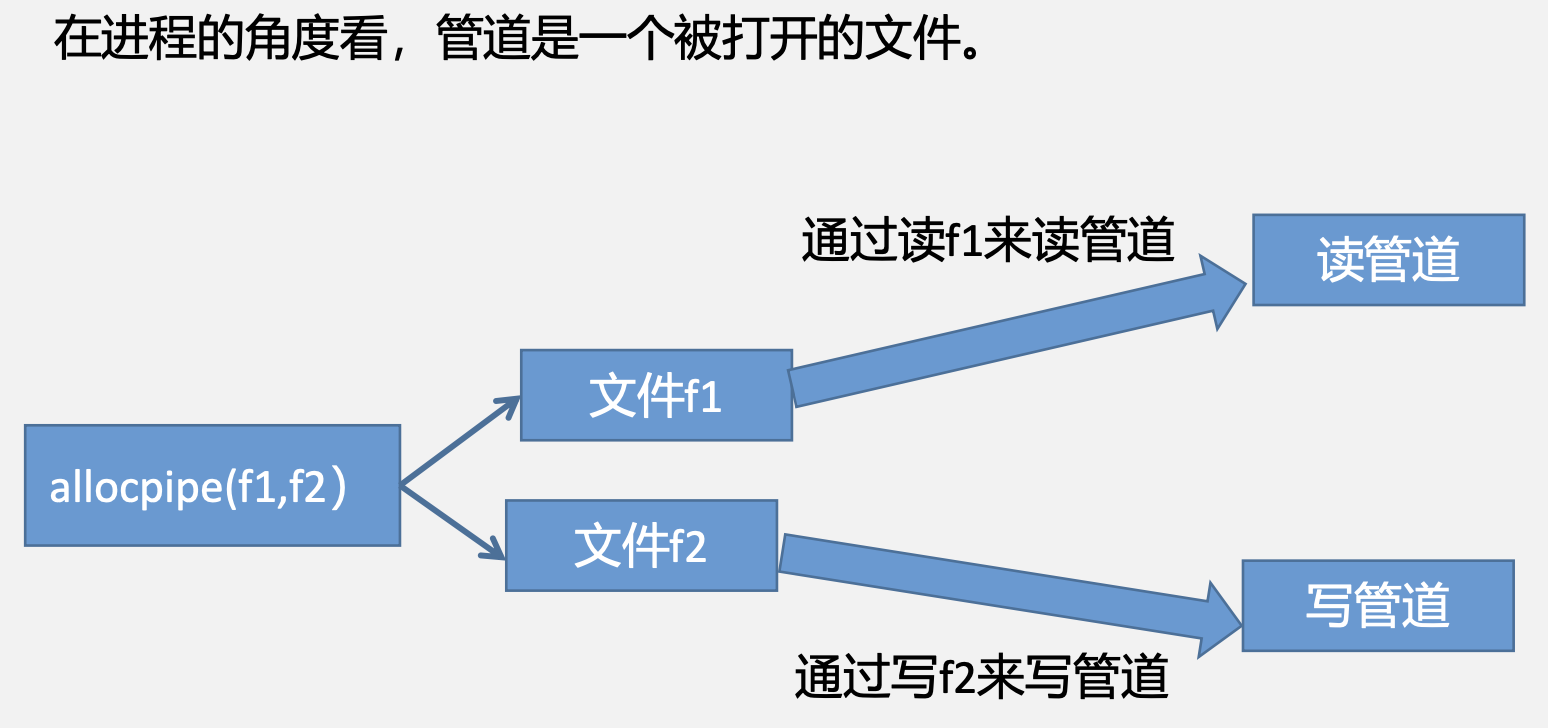 在进程的角度看，管道是一个被打开的文件。
通过读f1来读管道
读管道
文件f1
allocpipe(f1,f2）
文件f2
写管道
通过写f2来写管道